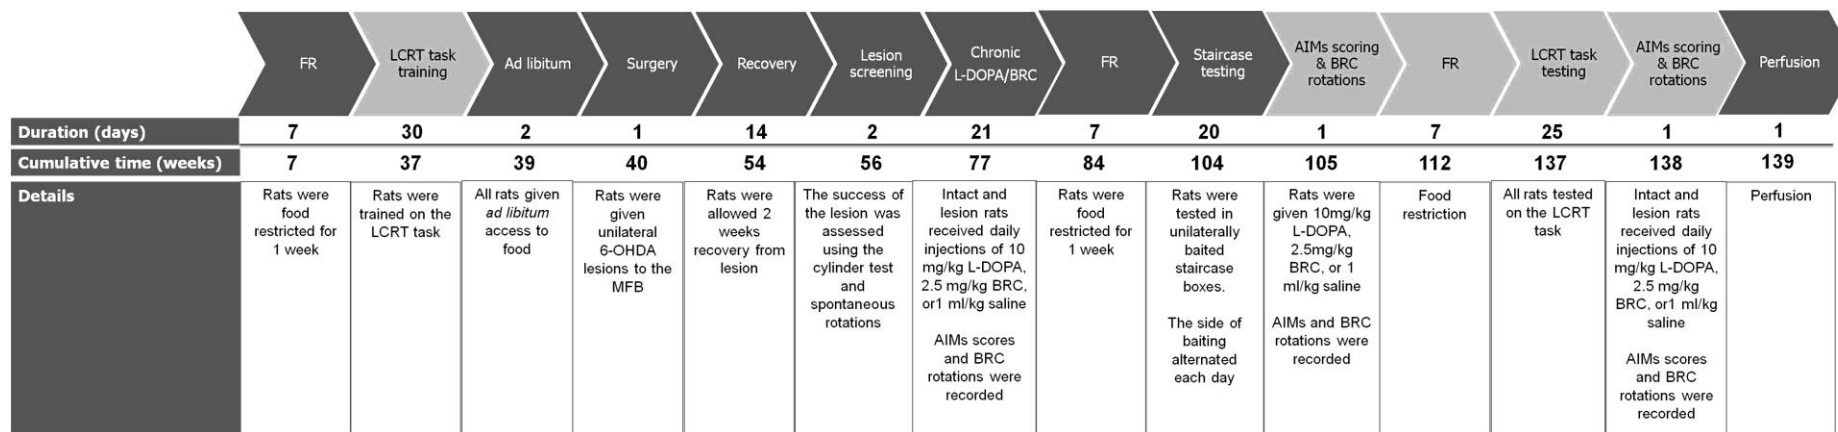 FR
LCRT task
training
Ad libitum
Surgery
Recovery
Lesion
screening
Chronic
L-DOPA/BRC
FR
Staircase
testing
AIMs scoring
& BRC
rotations
FR
LCRT task
testing
AIMs scoring
& BRC
rotations
Perfusion
Duration (days) 7 30 2 1 14 2 21 7 20 1 7 25 1 1
Cumulative time (weeks) 7 37 39 40 54 56 77 84 104 105 112 137 138 139
Details
Rats were
food
restricted for
1 week
Rats were
trained on the
LCRT task
All rats given
ad libitum
access to
food
Rats were
given
unilateral
6-OHDA
lesions to the
MFB
Rats were
allowed 2
weeks
recovery from
lesion
The success of
the lesion was
assessed
using the
cylinder test
and
spontaneous
rotations
Intact and
lesion rats
received daily
injections of 10
mg/kg L-DOPA,
2.5 mg/kg BRC,
or1 ml/kg saline
AIMs scores
and BRC
rotations were
recorded
Rats were
food
restricted for
1 week
Rats were
tested in
unilaterally
baited
staircase
boxes.
The side of
baiting
alternated
each day
Rats were
given 10mg/kg
L-DOPA,
2.5mg/kg
BRC, or 1
ml/kg saline
AIMs and BRC
rotations were
recorded
Food
restriction
All rats tested
on the LCRT
task
Intact and
lesion rats
received daily
injections of 10
mg/kg L-DOPA,
2.5 mg/kg
BRC, or1 ml/kg
saline
AIMs scores
and BRC
rotations were
recorded
Perfusion